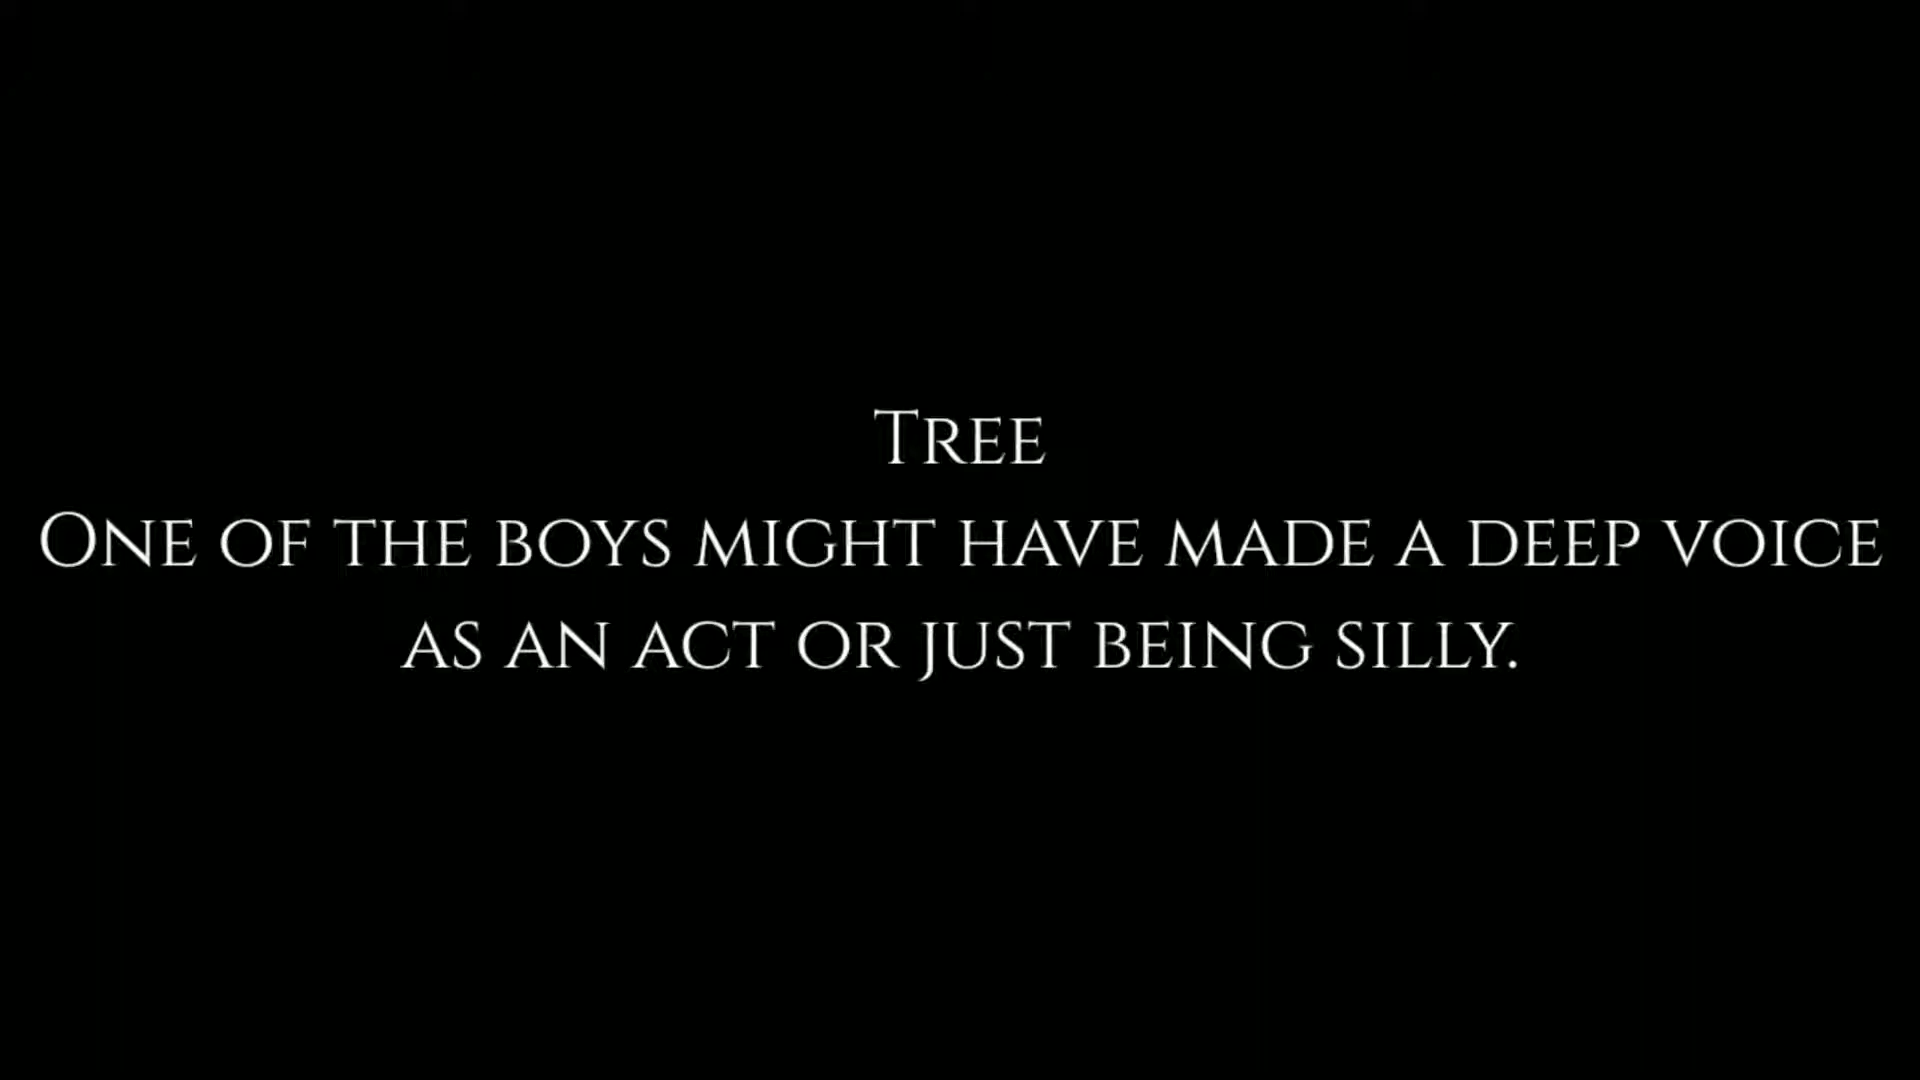 Tree
One of the boys might have made a deep voice
as an act or just being silly.